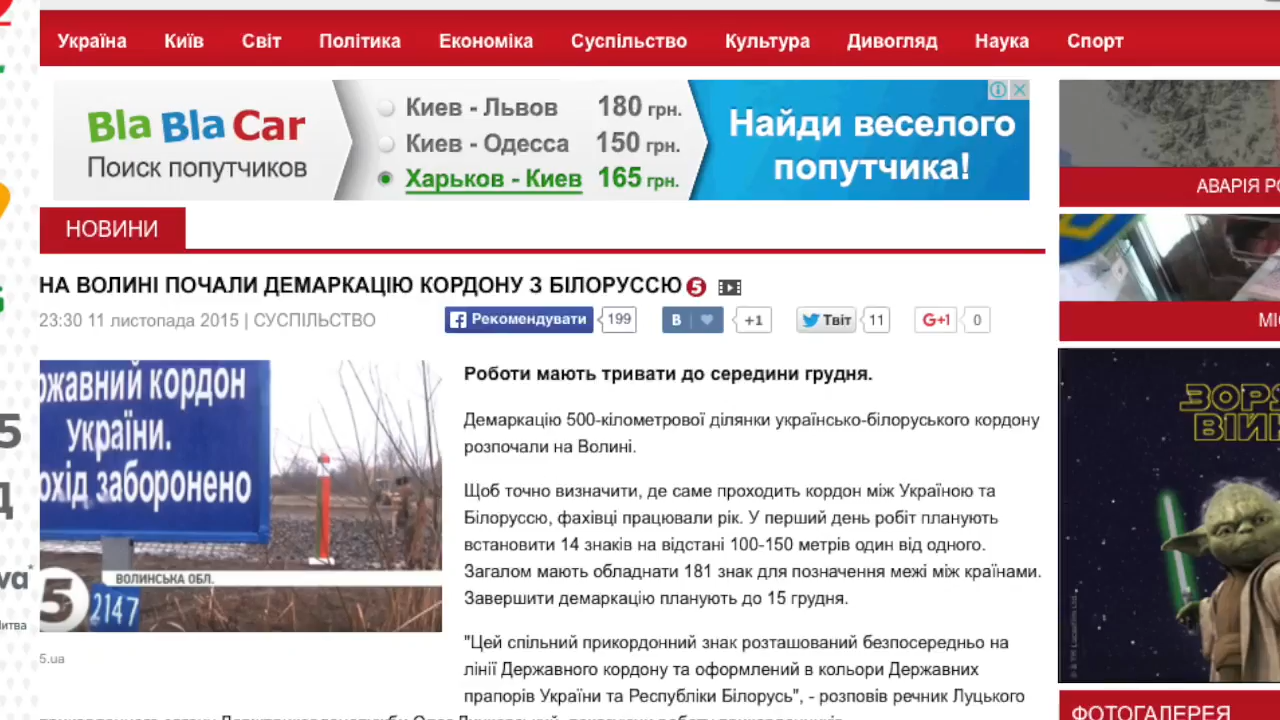 Україна Київ Світ Політика Економіка Суспільство Культура Дивогляд Наука Спорт
Bla Bla Car
Поиск попутчиков
Киев - Львов 180 грн.
Киев - Одесса 150 грн.
Харьков - Киев 165 грн.
Найди веселого
попутчика!
АВАРІЯ
НОВИНИ
НА ВОЛИНІ ПОЧАЛИ ДЕМАРКАЦІЮ КОРДОНУ З БІЛОРУССЮ 5
23:30 11 листопада 2015 | СУСПІЛЬСТВО
Рекомендувати 199
B +1
Твіт 11
G+1 0
ржавний кордон
України.
охід заборонено
ВОЛИНСЬКА ОБЛ.
5
2147
5.ua
Роботи мають тривати до середини грудня.
Демаркацію 500-кілометрової ділянки українсько-білоруського кордону
розпочали на Волині.
Щоб точно визначити, де саме проходить кордон між Україною та
Білоруссю, фахівці працювали рік. У перший день робіт планують
встановити 14 знаків на відстані 100-150 метрів один від одного.
Загалом мають обладнати 181 знак для позначення межі між країнами.
Завершити демаркацію планують до 15 грудня.
"Цей спільний прикордонний знак розташований безпосередньо на
лінії Державного кордону та оформлений в кольори Державних
прапорів України та Республіки Білорусь", - розповів речник Луцького
ФОТОГАЛЕРЕЯ